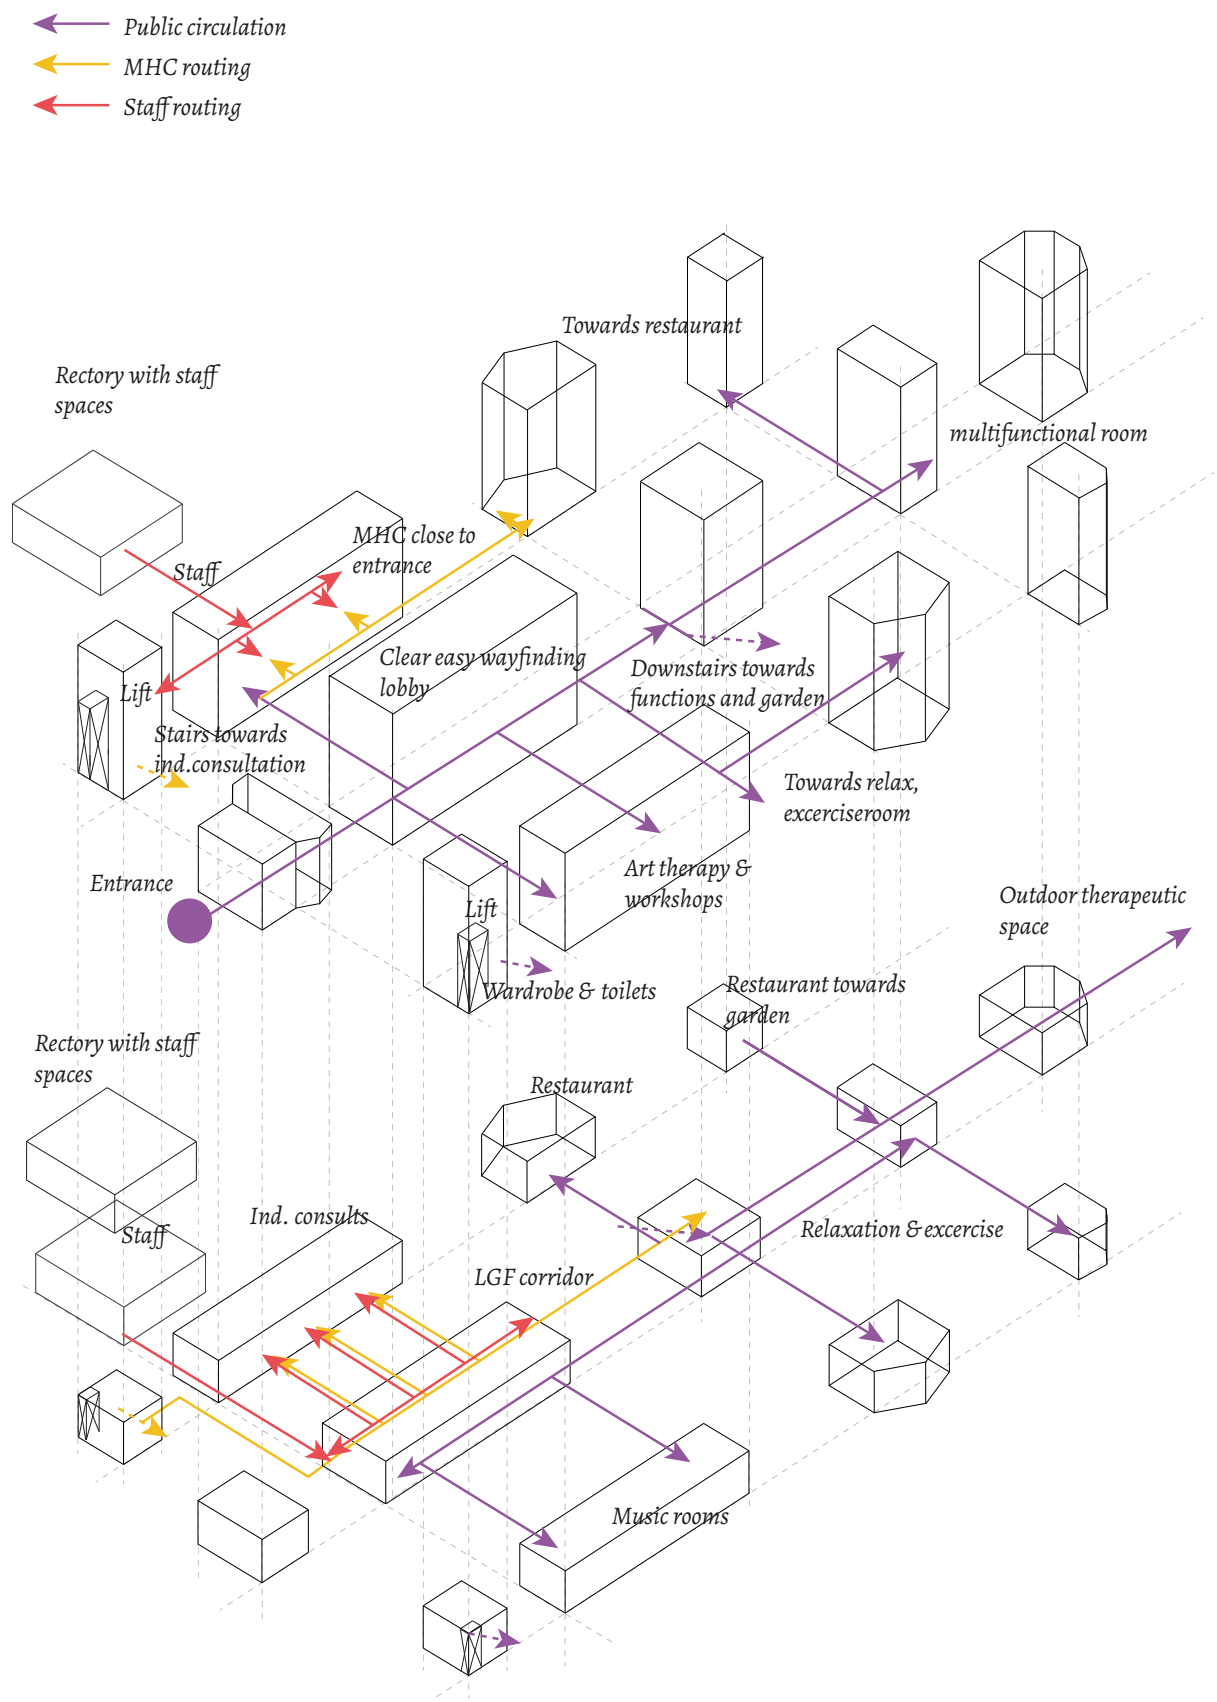 Public circulation
MHC routing
Staff routing
Towards restaurant
Rectory with staff
spaces
multifunctional room
MHC close to
entrance
Staff
Clear easy wayfinding
lobby
Downstairs towards
functions and garden
Lift
Stairs towards
ind.consultation
Towards relax,
excerciseroom
Entrance
Art therapy &
workshops
Outdoor therapeutic
space
Lift
Wardrobe & toilets
Restaurant towards
garden
Rectory with staff
spaces
Restaurant
Ind. consults
Staff
Relaxation & excercise
LGF corridor
Music rooms